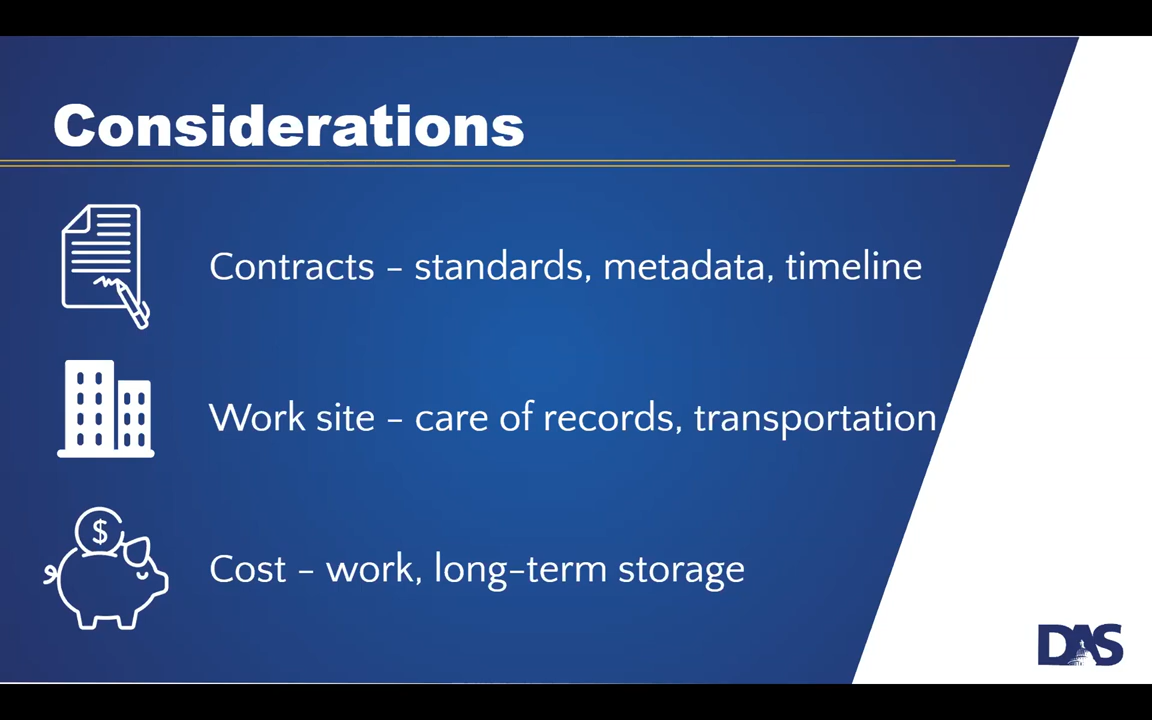 Considerations
Contracts – standards, metadata, timeline
Work site – care of records, transportation
$
Cost – work, long-term storage
DAS